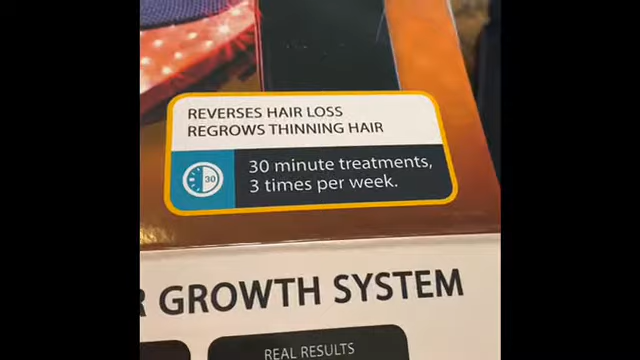 REVERSES HAIR LOSS
REGROWS THINNING HAIR
30
30 minute treatments,
3 times per week.
GROWTH SYSTEM
REAL RESULTS